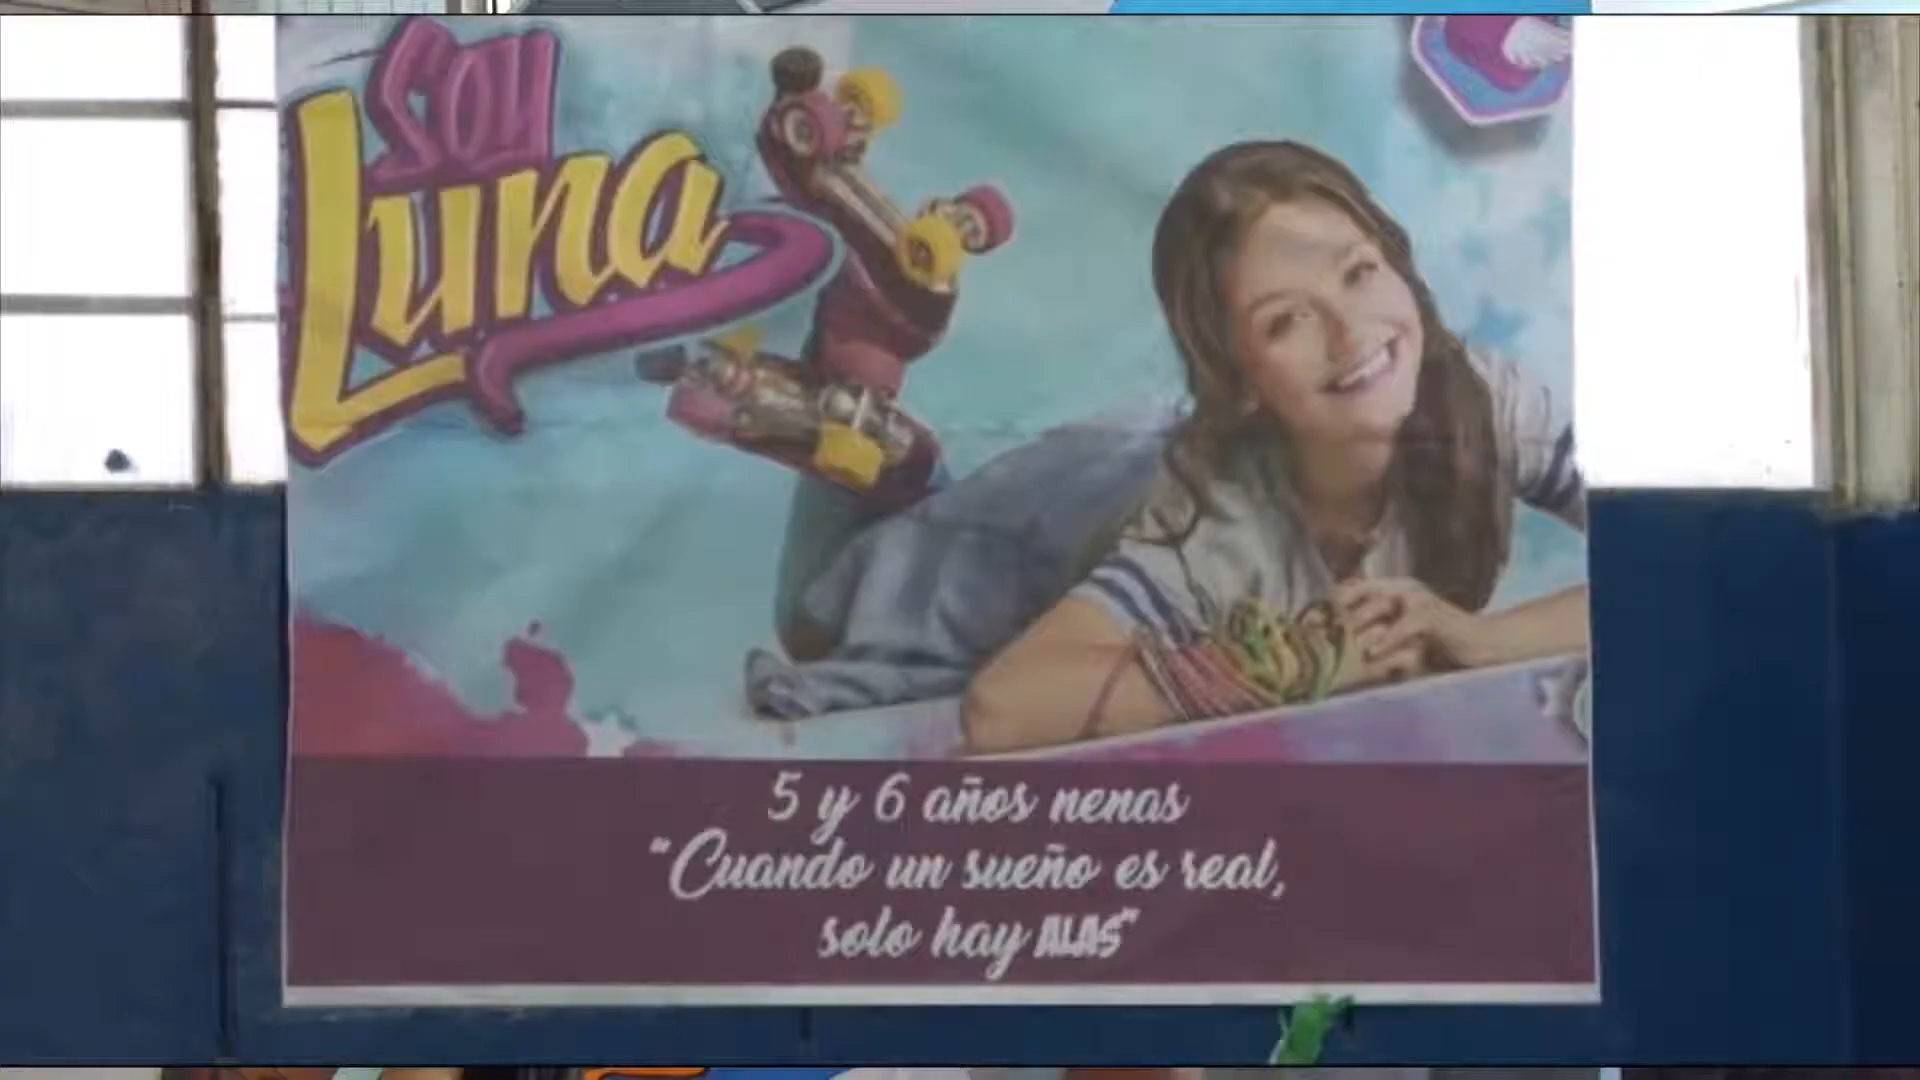 SOY
Luna
5 y 6 años nenas
"Cuando un sueño es real,
solo hay ALAS"